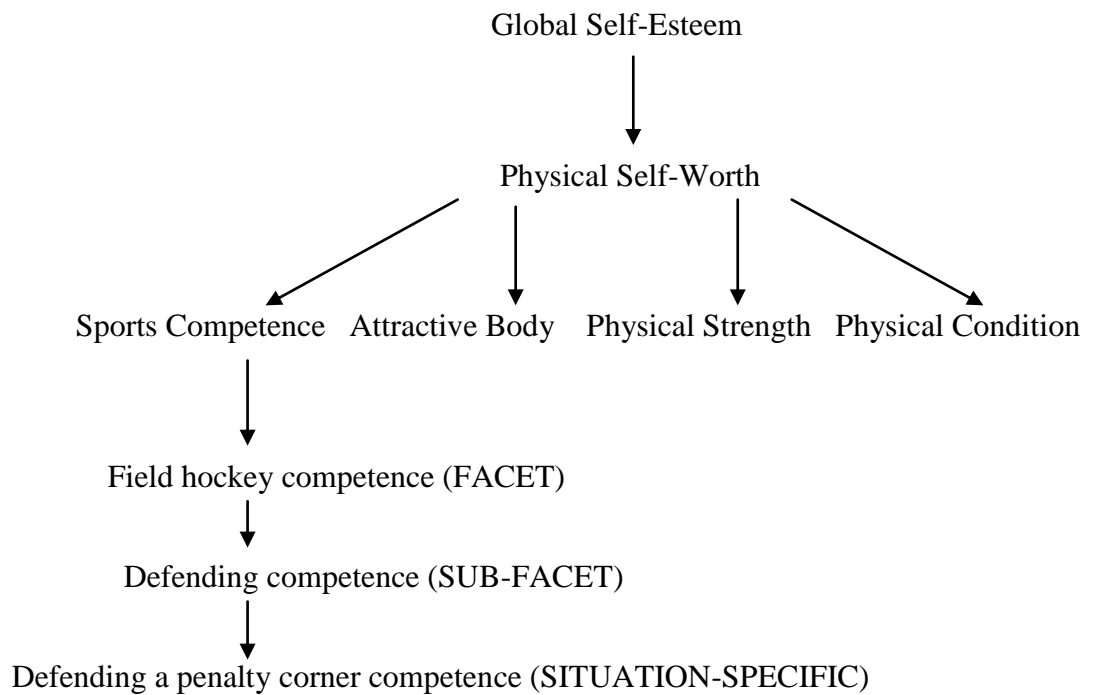 Global Self-Esteem
Physical Self-Worth
Sports Competence Attractive Body Physical Strength Physical Condition
Field hockey competence (FACET)
Defending competence (SUB-FACET)
Defending a penalty corner competence (SITUATION-SPECIFIC)